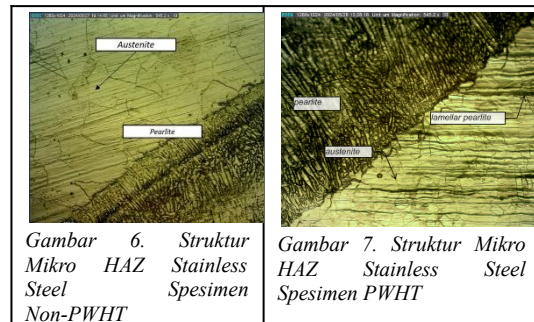 Austenite
Pearlite
Gambar 6. Struktur
Mikro HAZ Stainless
Steel Spesimen
Non-PWHT
pearlite
lamellar pearlite
austenite
Gambar 7. Struktur Mikro
HAZ Stainless Steel
Spesimen PWHT